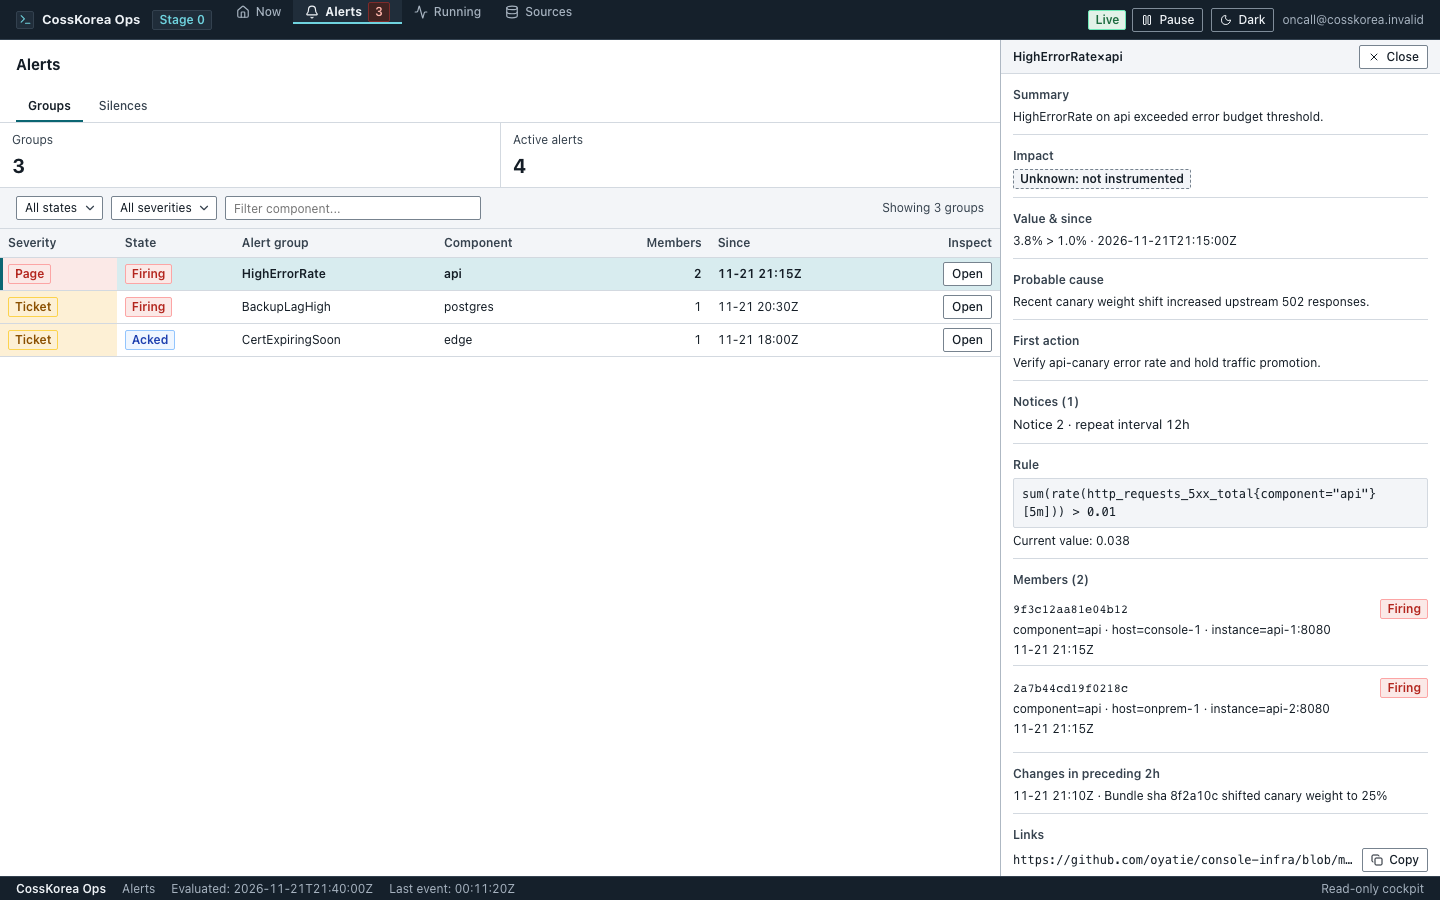 CossKorea Ops
Stage 0
Now
Alerts
3
Running
Sources
Live
Pause
Dark
oncall@cosskorea.invalid
Alerts
Groups
Silences
Groups
3
Active alerts
4
All states
All severities
Filter component...
Showing 3 groups
Severity
State
Alert group
Component
Members
Since
Inspect
Page
Firing
HighErrorRate
api
2
11-21 21:15Z
Open
Ticket
Firing
BackupLagHigh
postgres
1
11-21 20:30Z
Open
Ticket
Acked
CertExpiringSoon
edge
1
11-21 18:00Z
Open
HighErrorRate×api
Close
Summary
HighErrorRate on api exceeded error budget threshold.
Impact
Unknown: not instrumented
Value & since
3.8% > 1.0% · 2026-11-21T21:15:00Z
Probable cause
Recent canary weight shift increased upstream 502 responses.
First action
Verify api-canary error rate and hold traffic promotion.
Notices (1)
Notice 2 · repeat interval 12h
Rule
sum(rate(http_requests_5xx_total{component="api"}
[5m])) > 0.01
Current value: 0.038
Members (2)
9f3c12aa81e04b12
Firing
component=api · host=console-1 · instance=api-1:8080
11-21 21:15Z
2a7b44cd19f0218c
Firing
component=api · host=onprem-1 · instance=api-2:8080
11-21 21:15Z
Changes in preceding 2h
11-21 21:10Z · Bundle sha 8f2a10c shifted canary weight to 25%
Links
https://github.com/oyatie/console-infra/blob/m…
Copy
CossKorea Ops
Alerts
Evaluated: 2026-11-21T21:40:00Z
Last event: 00:11:20Z
Read-only cockpit